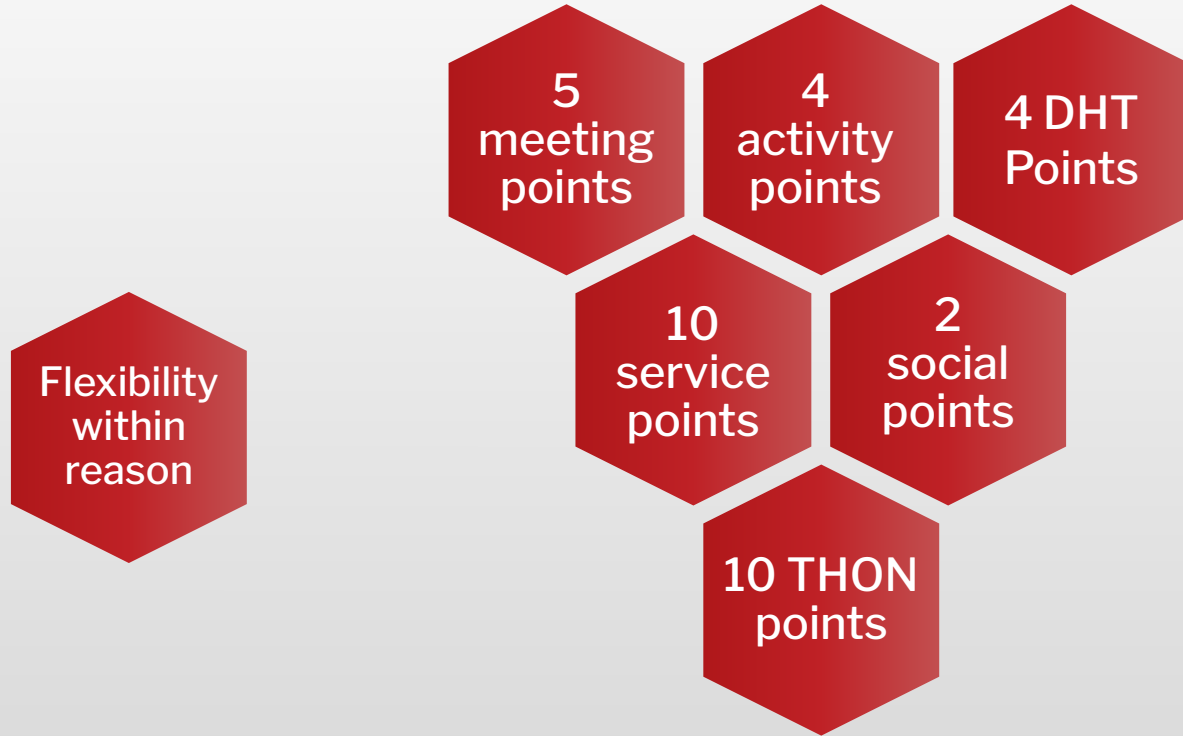 5
meeting
points
4
activity
points
4 DHT
Points
10
service
points
2
social
points
Flexibility
within
reason
10 THON
points